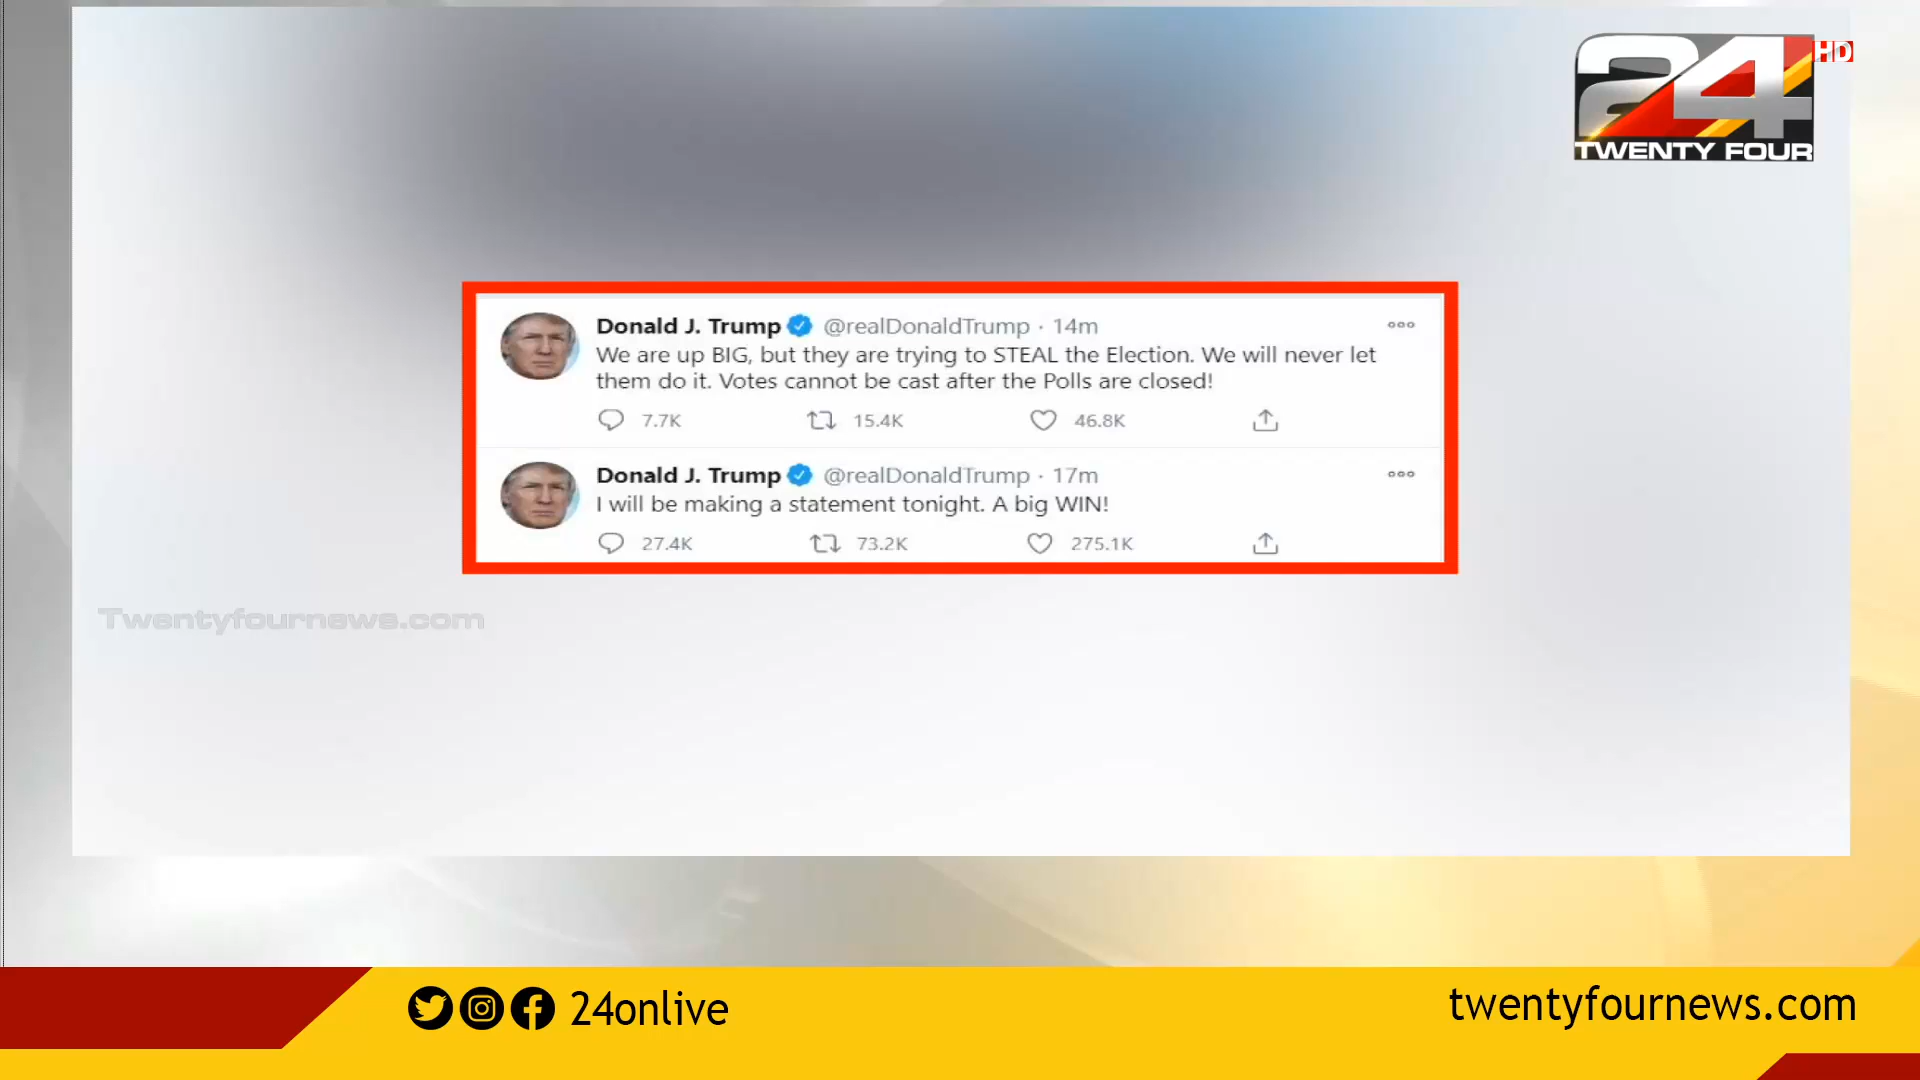 24
HD
TWENTY FOUR
Donald J. Trump @realDonaldTrump · 14m
We are up BIG, but they are trying to STEAL the Election. We will never let
them do it. Votes cannot be cast after the Polls are closed!
7.7K 15.4K 46.8K
Donald J. Trump @realDonaldTrump · 17m
I will be making a statement tonight. A big WIN!
27.4K 73.2K 275.1K
Twentyfournews.com
24onlive
twentyfournews.com